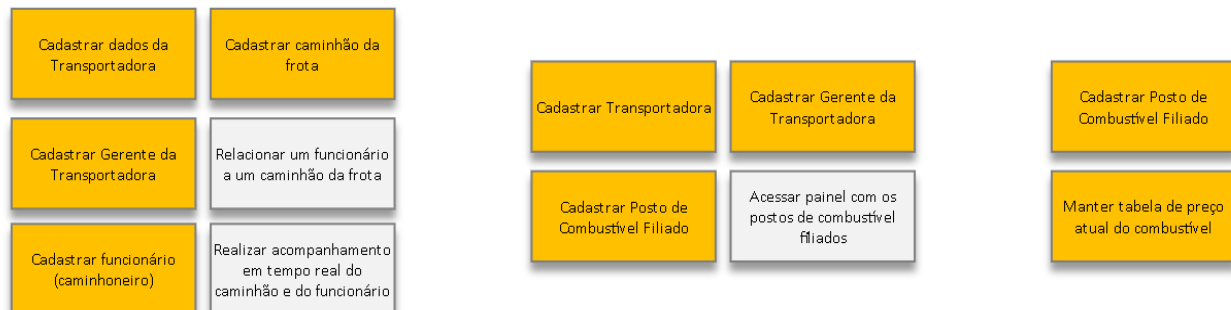 Cadastrar dados da
Transportadora
Cadastrar caminhão da
frota
Cadastrar Gerente da
Transportadora
Relacionar um funcionário
a um caminhão da frota
Cadastrar funcionário
(caminhoneiro)
Realizar acompanhamento
em tempo real do
caminhão e do funcionário
Cadastrar Transportadora
Cadastrar Gerente da
Transportadora
Cadastrar Posto de
Combustível Filiado
Acessar painel com os
postos de combustível
filiados
Cadastrar Posto de
Combustível Filiado
Manter tabela de preço
atual do combustível